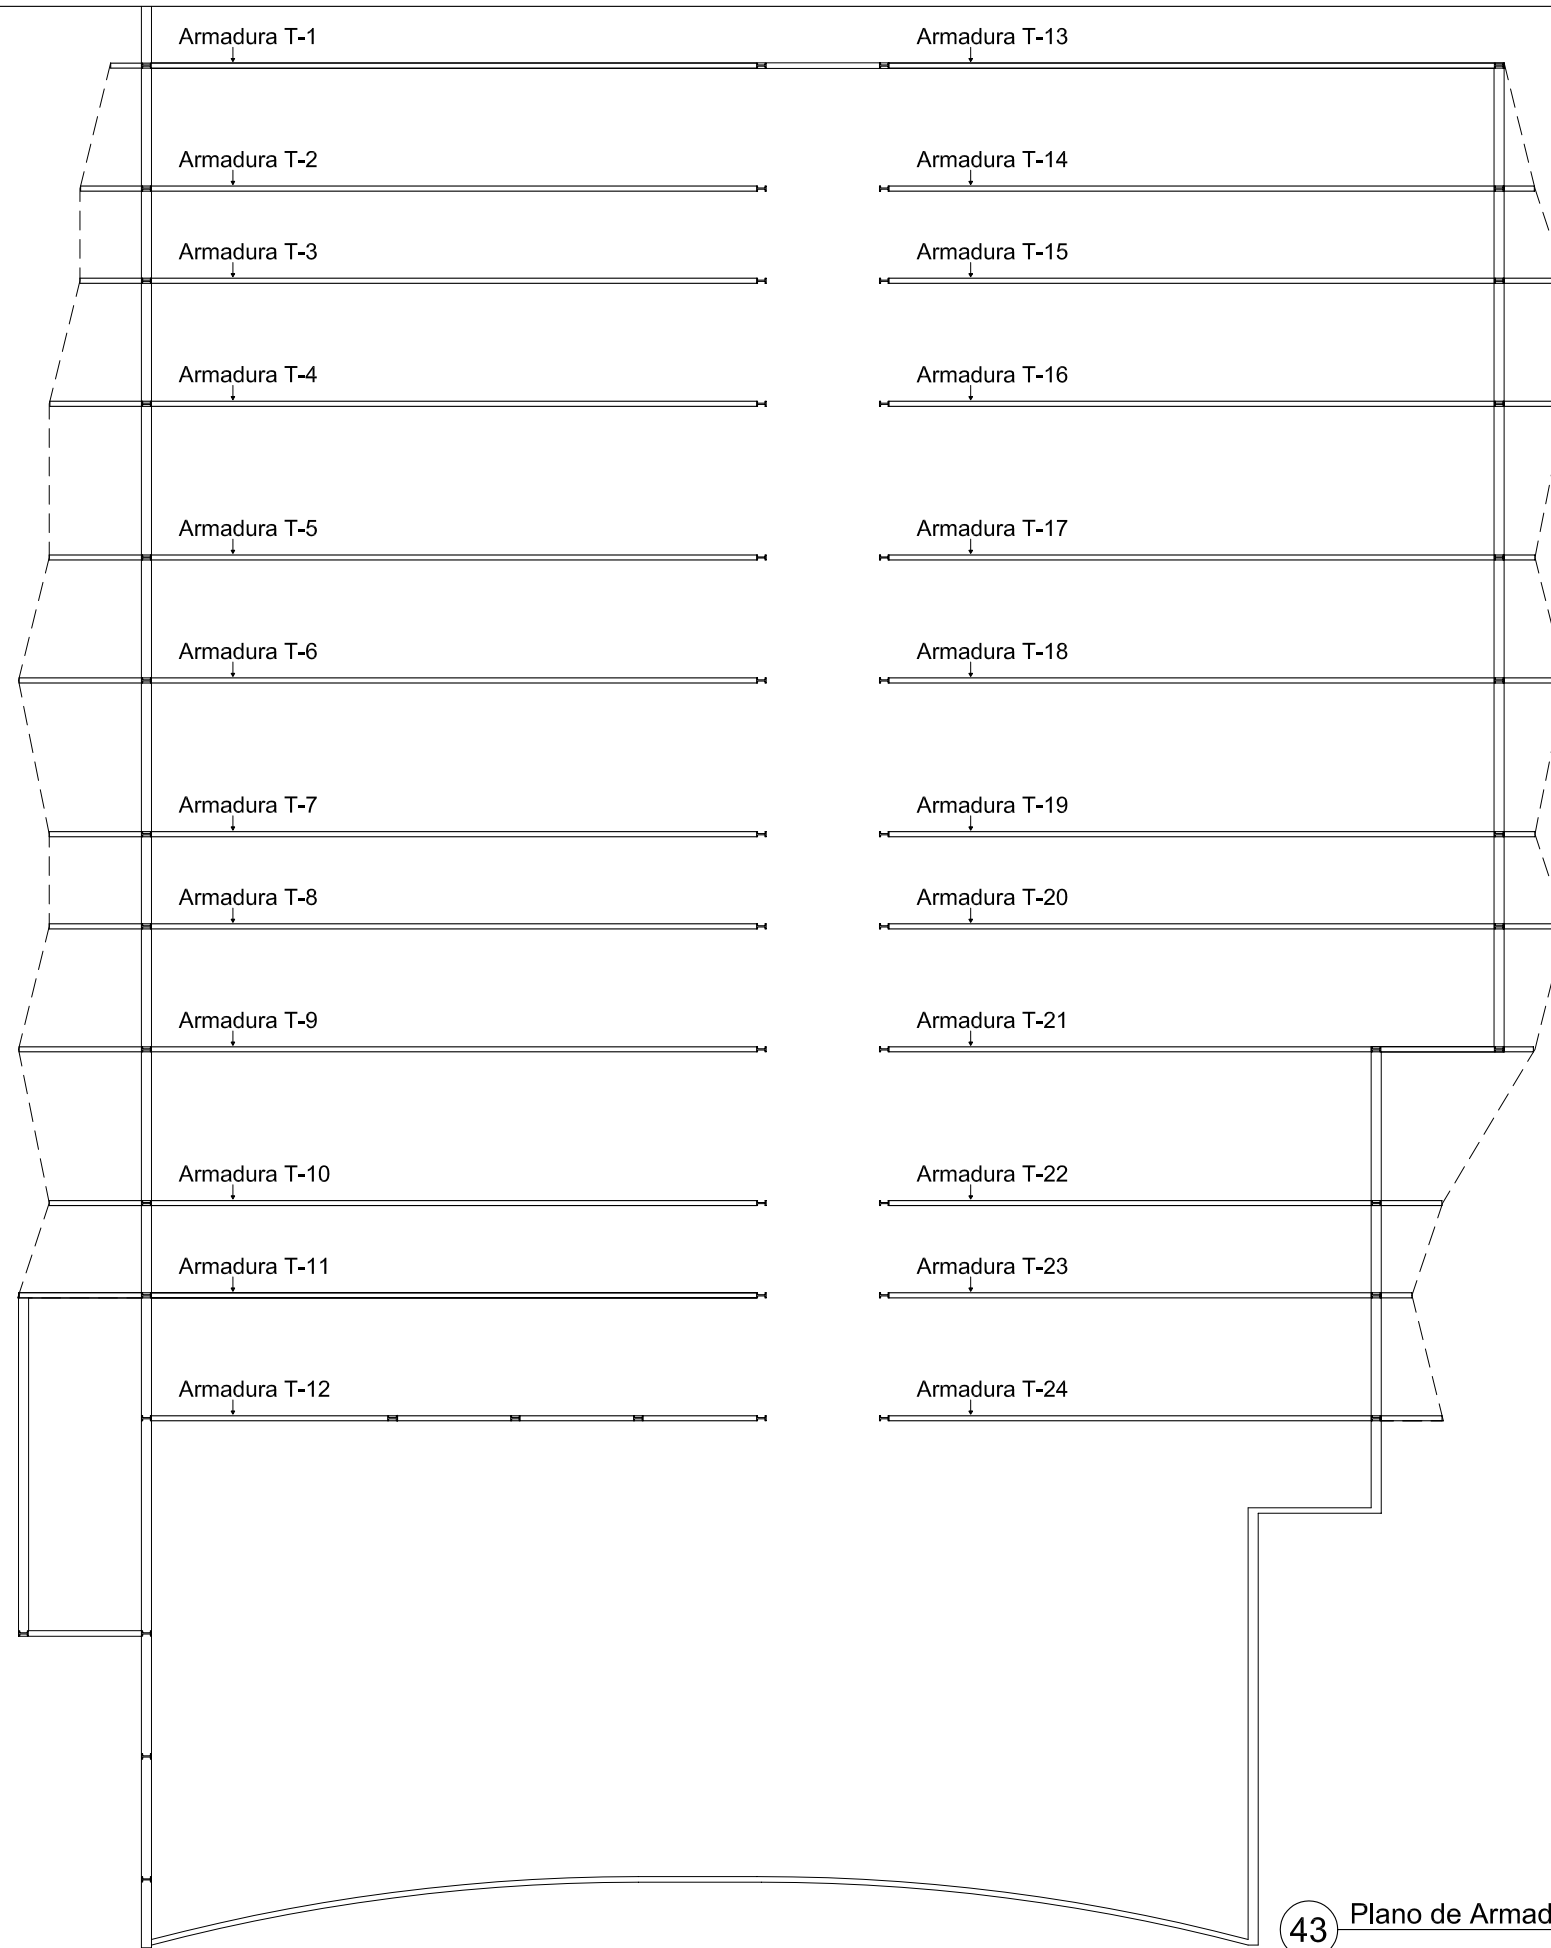 Armadura T-1
Armadura T-13
Armadura T-2
Armadura T-14
Armadura T-3
Armadura T-15
Armadura T-4
Armadura T-16
Armadura T-5
Armadura T-17
Armadura T-6
Armadura T-18
Armadura T-7
Armadura T-19
Armadura T-8
Armadura T-20
Armadura T-9
Armadura T-21
Armadura T-10
Armadura T-22
Armadura T-11
Armadura T-23
Armadura T-12
Armadura T-24
43 Plano de Armad